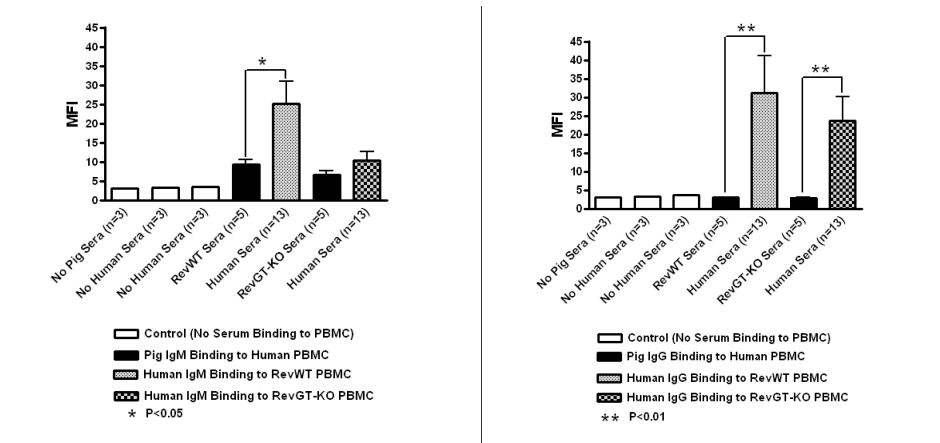 45
40
35
30
25
20
15
10
5
0
MFI
*
No Pig Sera (n=3)
No Human Sera (n=3)
No Human Sera (n=3)
RevWT Sera (n=5)
Human Sera (n=13)
RevGT-KO Sera (n=5)
Human Sera (n=13)
Control (No Serum Binding to PBMC)
Pig IgM Binding to Human PBMC
Human IgM Binding to RevWT PBMC
Human IgM Binding to RevGT-KO PBMC
* P<0.05
45
40
35
30
25
20
15
10
5
0
MFI
**
**
No Pig Sera (n=3)
No Human Sera (n=3)
No Human Sera (n=3)
RevWT Sera (n=5)
Human Sera (n=13)
RevGT-KO Sera (n=5)
Human Sera (n=13)
Control (No Serum Binding to PBMC)
Pig IgG Binding to Human PBMC
Human IgG Binding to RevWT PBMC
Human IgG Binding to RevGT-KO PBMC
** P<0.01